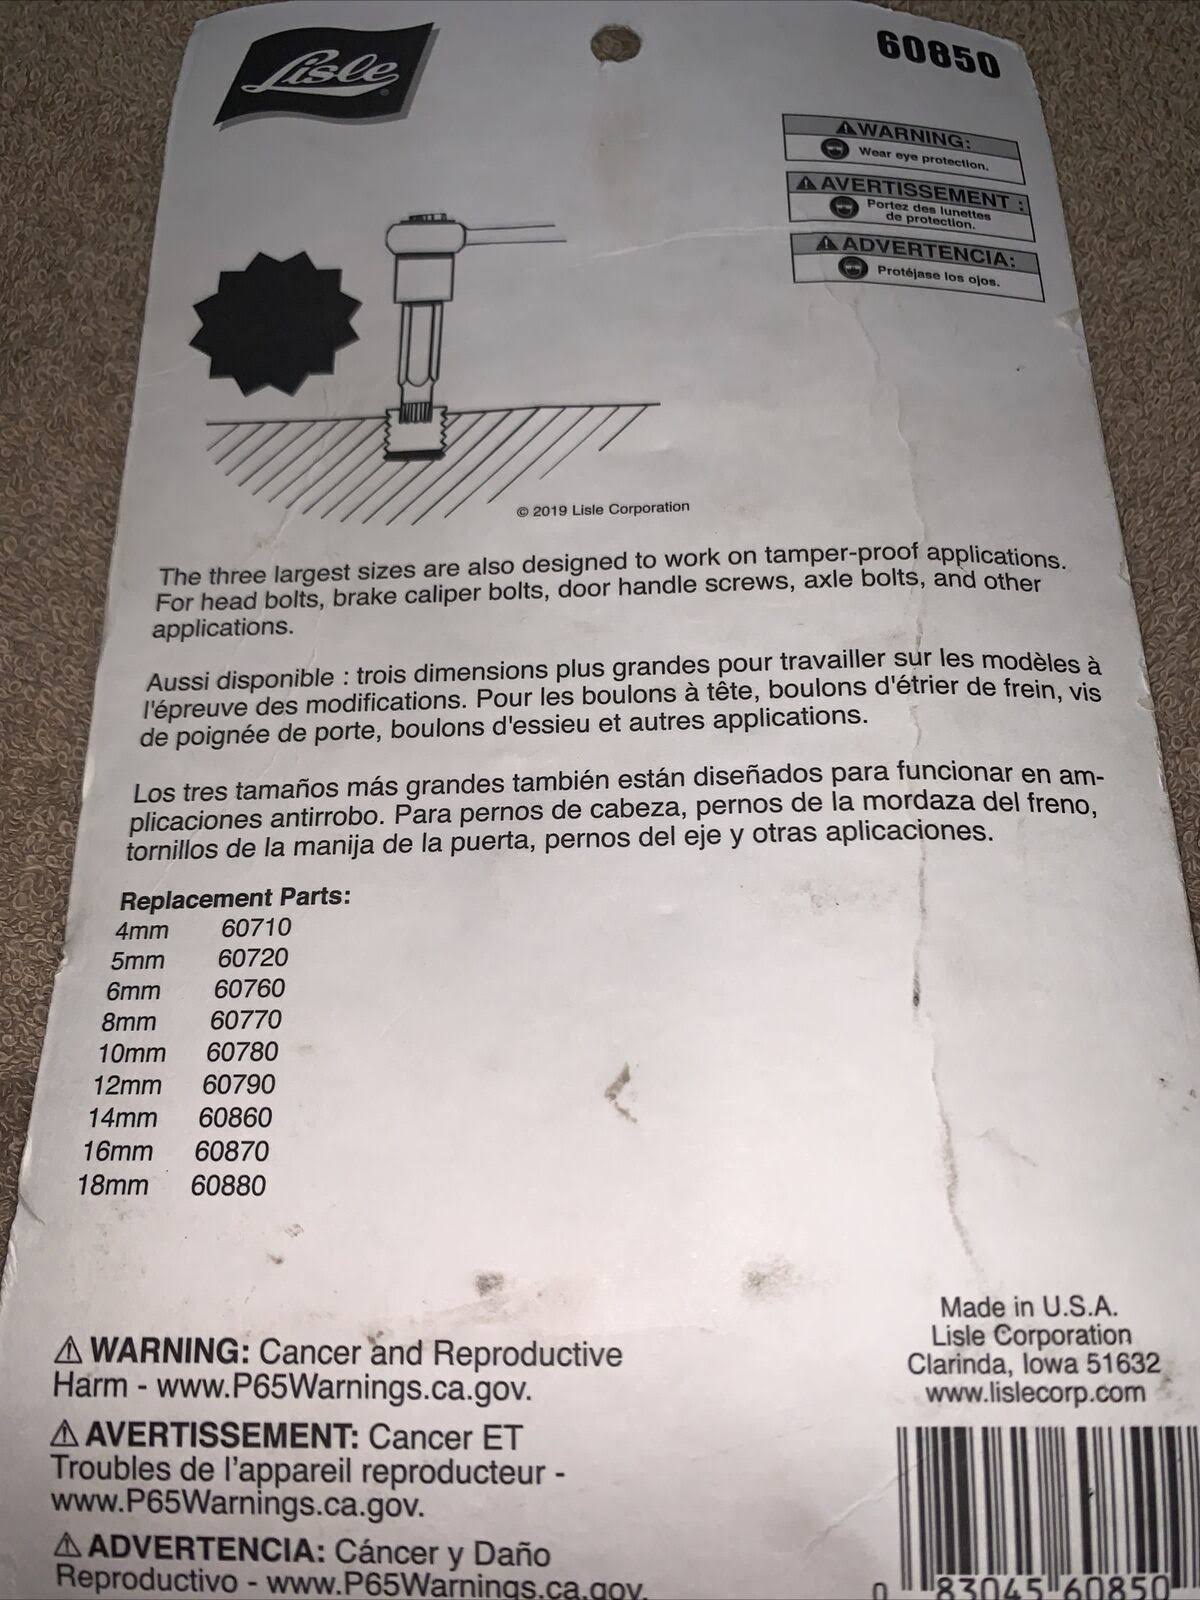 Lisle
60850
WARNING:
Wear eye protection.
AVERTISSEMENT :
Portez des lunettes
de protection.
ADVERTENCIA:
Protéjase los ojos.
© 2019 Lisle Corporation
The three largest sizes are also designed to work on tamper-proof applications.
For head bolts, brake caliper bolts, door handle screws, axle bolts, and other
applications.
Aussi disponible : trois dimensions plus grandes pour travailler sur les modèles à
l'épreuve des modifications. Pour les boulons à tête, boulons d'étrier de frein, vis
de poignée de porte, boulons d'essieu et autres applications.
Los tres tamaños más grandes también están diseñados para funcionar en am-
plicaciones antirrobo. Para pernos de cabeza, pernos de la mordaza del freno,
tornillos de la manija de la puerta, pernos del eje y otras aplicaciones.
Replacement Parts:
4mm 60710
5mm 60720
6mm 60760
8mm 60770
10mm 60780
12mm 60790
14mm 60860
16mm 60870
18mm 60880
WARNING: Cancer and Reproductive
Harm - www.P65Warnings.ca.gov.
AVERTISSEMENT: Cancer ET
Troubles de l'appareil reproducteur -
www.P65Warnings.ca.gov.
ADVERTENCIA: Cáncer y Daño
Reproductivo - www.P65Warnings.ca.gov.
Made in U.S.A.
Lisle Corporation
Clarinda, Iowa 51632
www.lislecorp.com
0 83045 60850